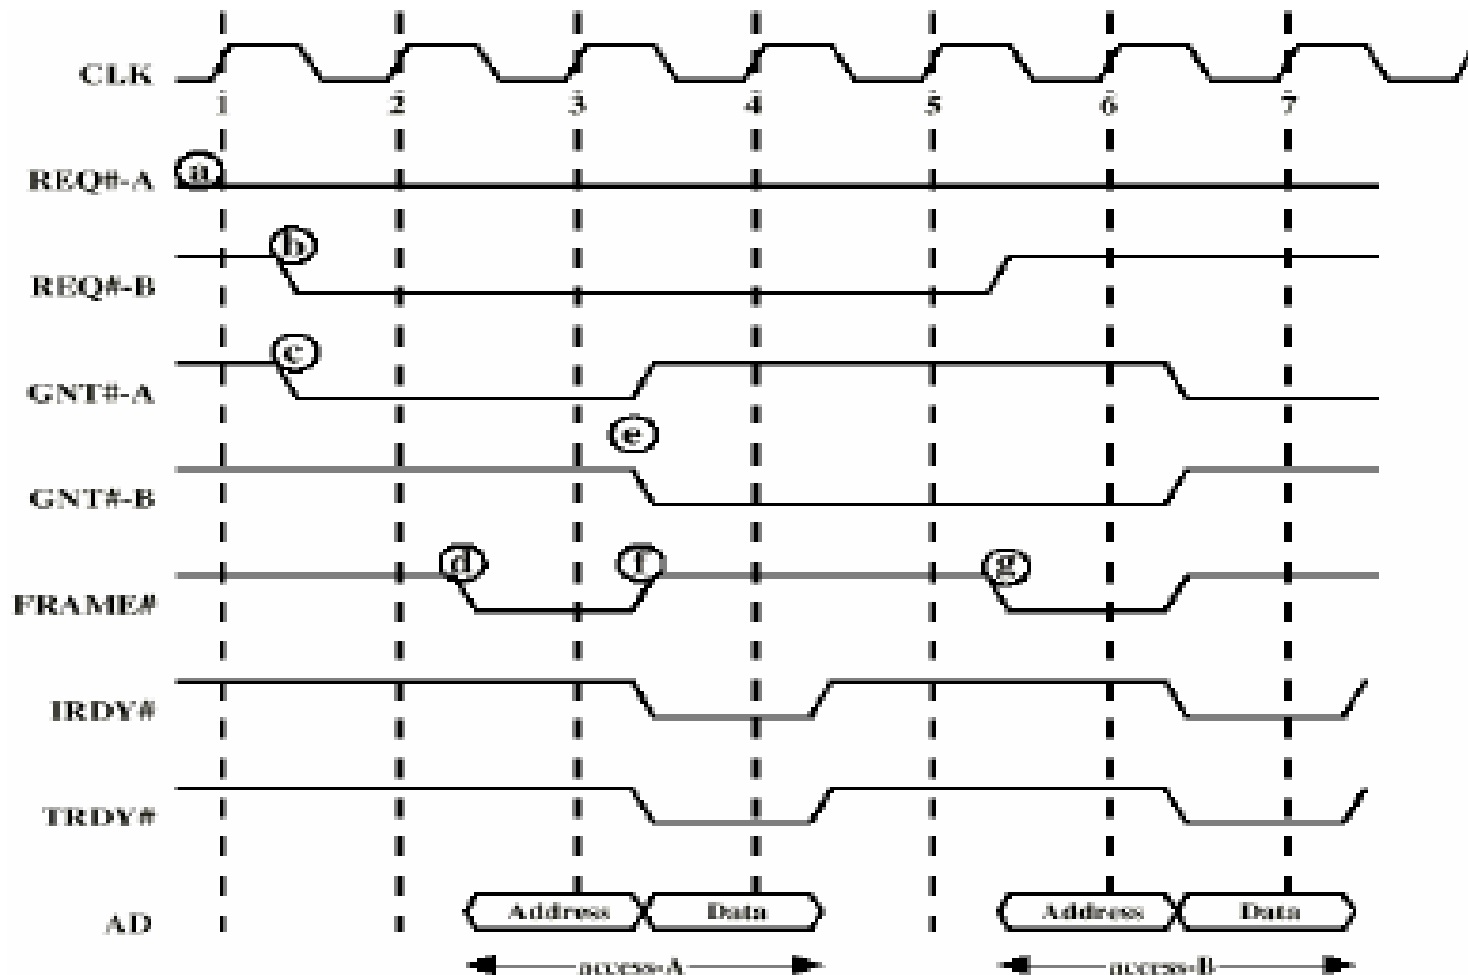 CLK
1 2 3 4 5 6 7
a
REQ#-A
b
REQ#-B
c
GNT#-A
e
GNT#-B
d f g
FRAME#
IRDY#
TRDY#
AD Address Data Address Data
access-A access-B